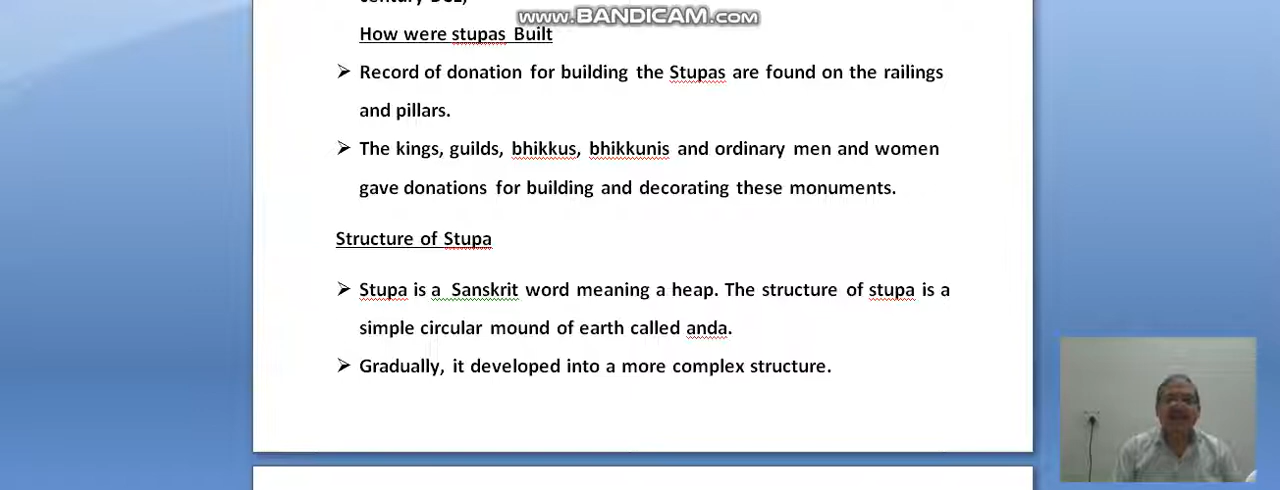 www.BANDICAM.com
How were stupas Built
➢ Record of donation for building the Stupas are found on the railings
and pillars.
➢ The kings, guilds, bhikkus, bhikkunis and ordinary men and women
gave donations for building and decorating these monuments.
Structure of Stupa
➢ Stupa is a Sanskrit word meaning a heap. The structure of stupa is a
simple circular mound of earth called anda.
➢ Gradually, it developed into a more complex structure.